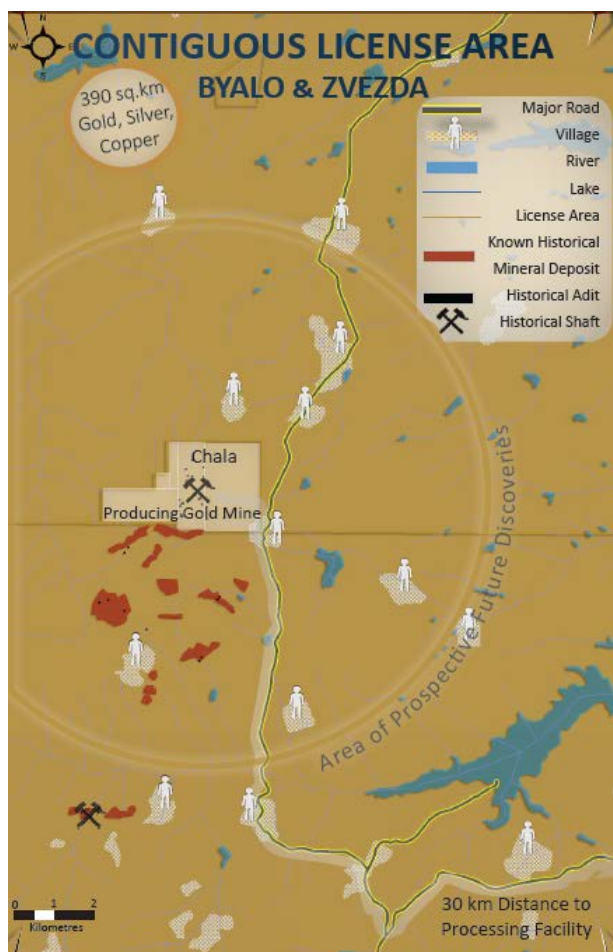 N
W
E
S
CONTIGUOUS LICENSE AREA
BYALO & ZVEZDA
390 sq.km
Gold, Silver,
Copper
Major Road
Village
River
Lake
License Area
Known Historical
Mineral Deposit
Historical Adit
Historical Shaft
Chala
Producing Gold Mine
Area of Prospective Future Discoveries
0 1 2
Kilometres
30 km Distance to
Processing Facility